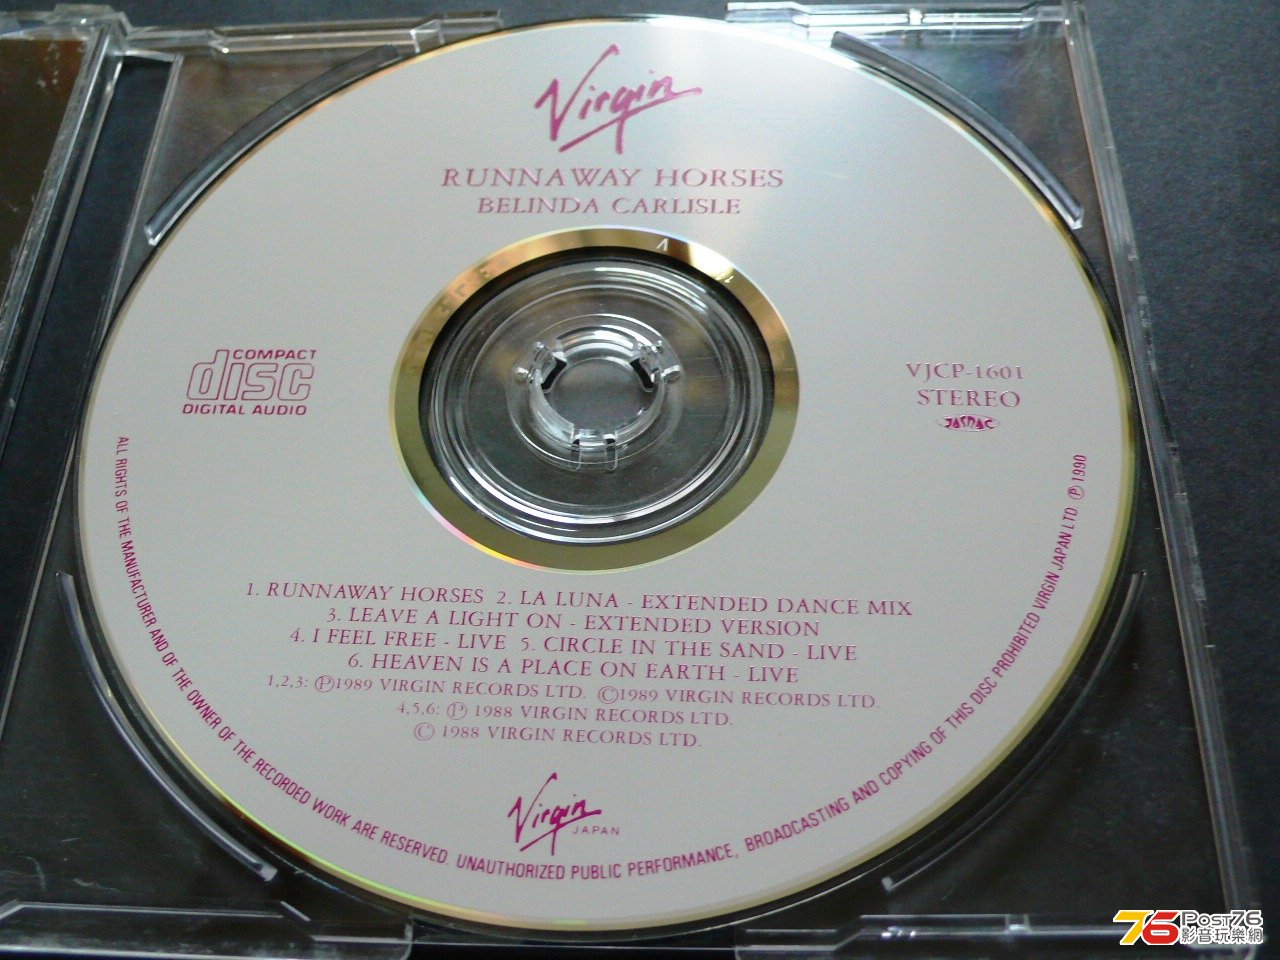 Virgin
RUNNAWAY HORSES
BELINDA CARLISLE
COMPACT
disc
DIGITAL AUDIO
VJCP-1601
STEREO
JASRAC
1. RUNNAWAY HORSES 2. LA LUNA - EXTENDED DANCE MIX
3. LEAVE A LIGHT ON - EXTENDED VERSION
4. I FEEL FREE - LIVE 5. CIRCLE IN THE SAND - LIVE
6. HEAVEN IS A PLACE ON EARTH - LIVE
1,2,3: ℗1989 VIRGIN RECORDS LTD. ©1989 VIRGIN RECORDS LTD.
4,5,6: ℗ 1988 VIRGIN RECORDS LTD.
© 1988 VIRGIN RECORDS LTD.
Virgin
JAPAN
ALL RIGHTS OF THE MANUFACTURER AND OF THE OWNER OF THE RECORDED WORK ARE RESERVED. UNAUTHORIZED PUBLIC PERFORMANCE, BROADCASTING AND COPYING OF THIS DISC PROHIBITED VIRGIN JAPAN LTD ℗ 1990
76 Post76
影音玩樂網